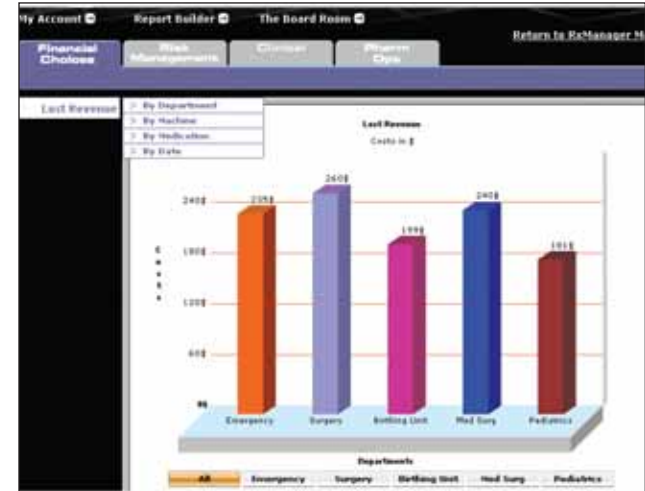 My Account Report Builder The Board Room
Return to RxManager M
Financial Choices Risk Management Clinical Pharm Ops
Lost Revenue
> By Department
> By Machine
> By Medication
> By Date
Lost Revenue
Costs in $
260$
235$ 240$
240$
199$
181$
180$
Costs
120$
60$
0$
Emergency Surgery Birthing Unit Med Surg Pediatrics
Departments
All Emergency Surgery Birthing Unit Med Surg Pediatrics